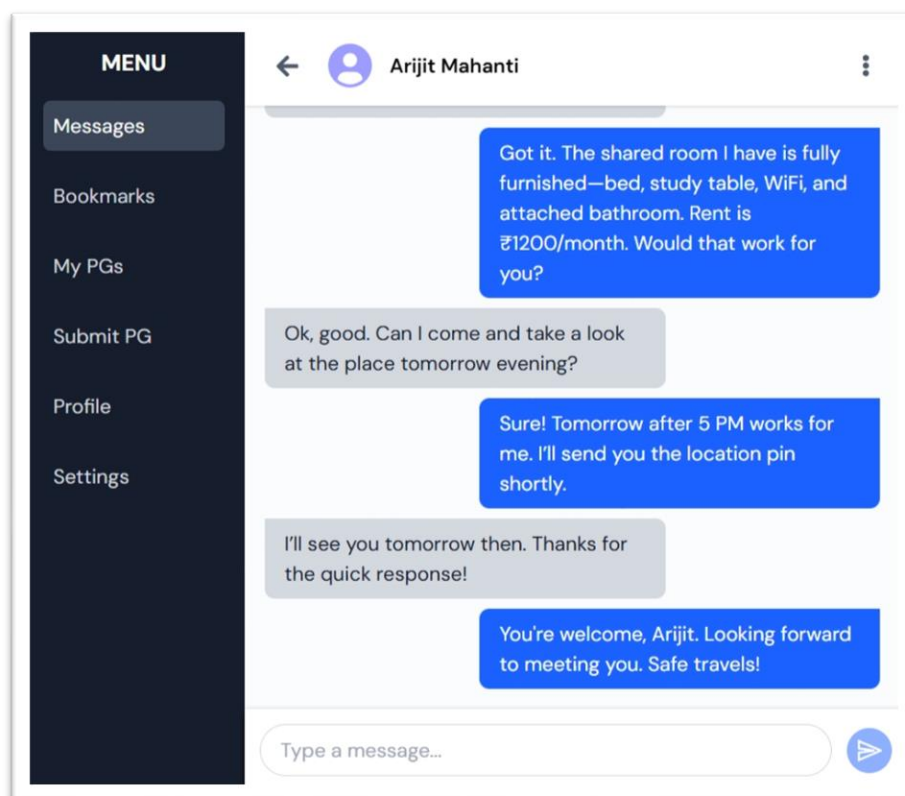 MENU
Messages
Bookmarks
My PGs
Submit PG
Profile
Settings
Arijit Mahanti
Got it. The shared room I have is fully
furnished—bed, study table, WiFi, and
attached bathroom. Rent is
₹1200/month. Would that work for
you?
Ok, good. Can I come and take a look
at the place tomorrow evening?
Sure! Tomorrow after 5 PM works for
me. I'll send you the location pin
shortly.
I'll see you tomorrow then. Thanks for
the quick response!
You're welcome, Arijit. Looking forward
to meeting you. Safe travels!
Type a message...